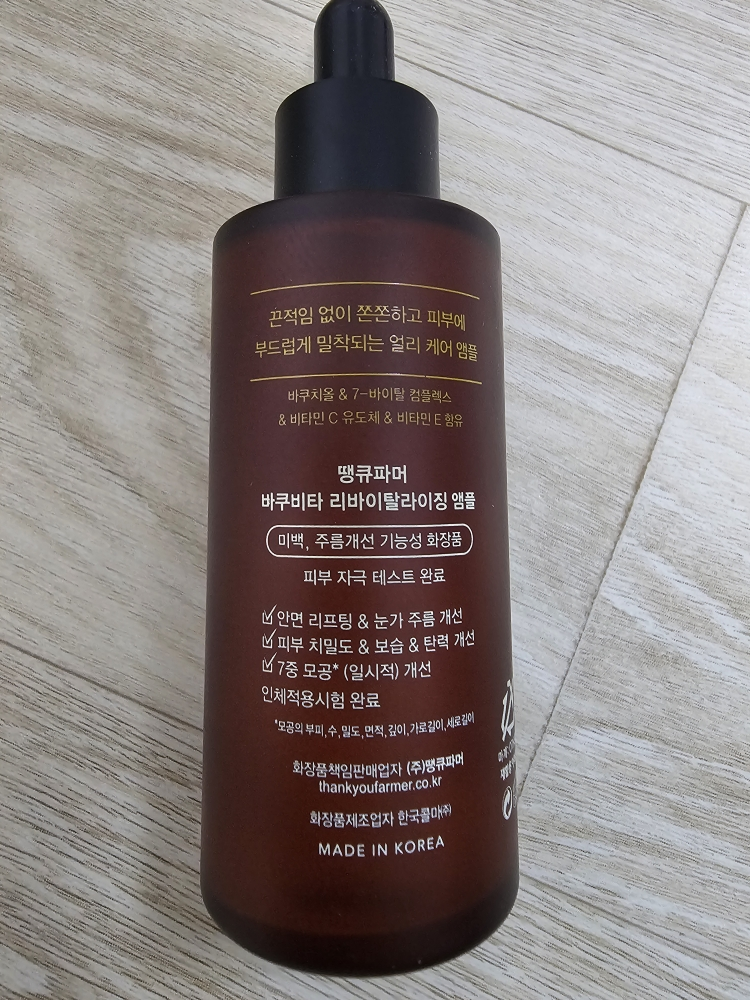 끈적임 없이 쫀쫀하고 피부에
부드럽게 밀착되는 얼리 케어 앰플
바쿠치올 & 7-바이탈 컴플렉스
& 비타민 C 유도체 & 비타민 E 함유
땡큐파머
바쿠비타 리바이탈라이징 앰플
미백, 주름개선 기능성 화장품
피부 자극 테스트 완료
안면 리프팅 & 눈가 주름 개선
피부 치밀도 & 보습 & 탄력 개선
7중 모공* (일시적) 개선
인체적용시험 완료
*모공의 부피, 수, 밀도, 면적, 깊이, 가로길이, 세로길이
화장품책임판매업자 (주)땡큐파머
thankyoufarmer.co.kr
화장품제조업자 한국콜마(주)
MADE IN KOREA